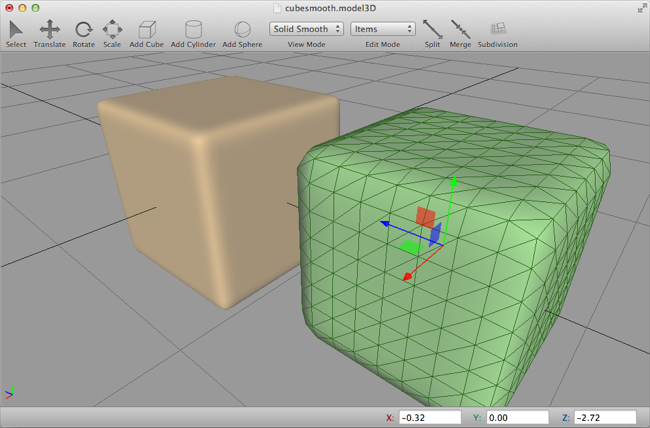 cubesmooth.model3D
Select Translate Rotate Scale Add Cube Add Cylinder Add Sphere Solid Smooth View Mode Items Edit Mode Split Merge Subdivision
X: -0.32 Y: 0.00 Z: -2.72